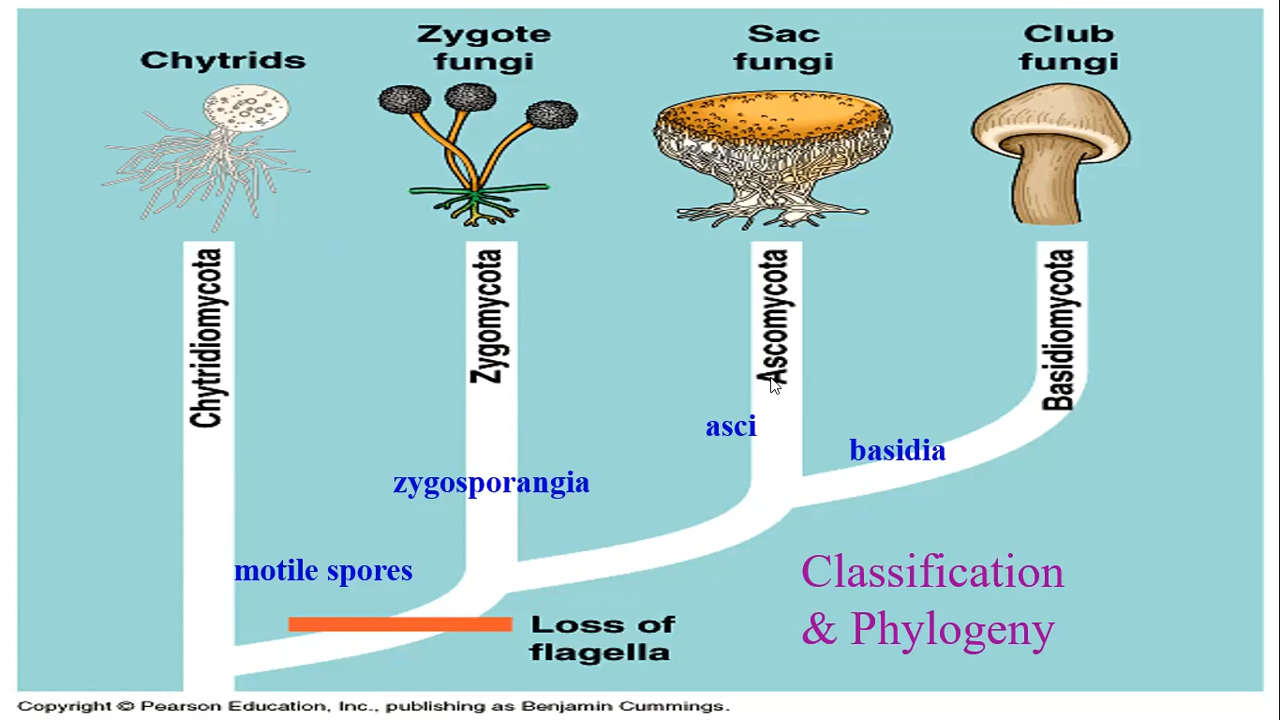 Chytrids
Zygote
fungi
Sac
fungi
Club
fungi
Chytridiomycota
Zygomycota
Ascomycota
Basidiomycota
asci
basidia
zygosporangia
motile spores
Loss of
flagella
Classification
& Phylogeny
Copyright © Pearson Education, Inc., publishing as Benjamin Cummings.